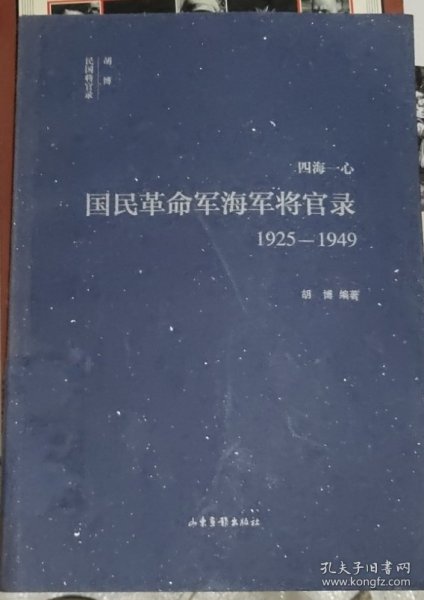 胡博
民国将官录
四海一心
国民革命军海军将官录
1925—1949
胡 博 编著
山东画报出版社
孔夫子旧书网
www.kongfz.com